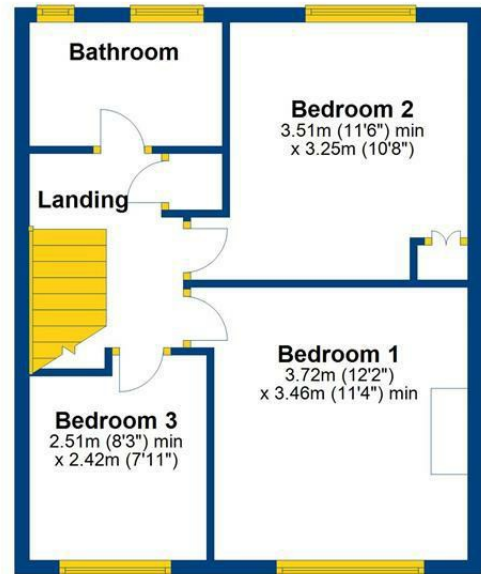 Bathroom
Bedroom 2
3.51m (11'6") min
x 3.25m (10'8")
Landing
Bedroom 1
3.72m (12'2")
x 3.46m (11'4") min
Bedroom 3
2.51m (8'3") min
x 2.42m (7'11")